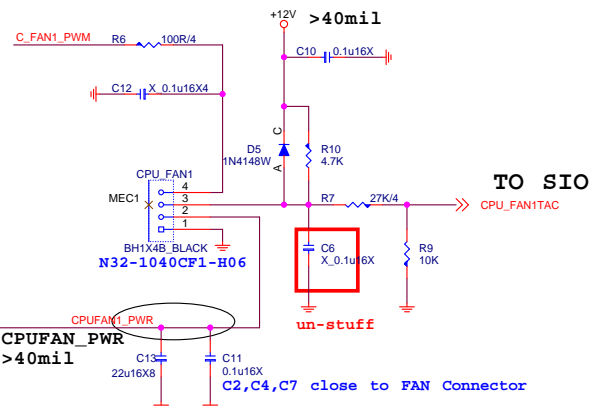 +12V >40mil
C_FAN1_PWM
R6 100R/4
C10 0.1u16X
C12 X_0.1u16X4
D5
1N4148W
C
A
R10
4.7K
CPU_FAN1
MEC1
4
3
2
1
R7 27K/4
TO SIO
CPU_FAN1TAC
BH1X4B_BLACK
N32-1040CF1-H06
C6
X_0.1u16X
R9
10K
un-stuff
CPUFAN1_PWR
CPUFAN_PWR
>40mil
C13
22u16X8
C11
0.1u16X
C2,C4,C7 close to FAN Connector